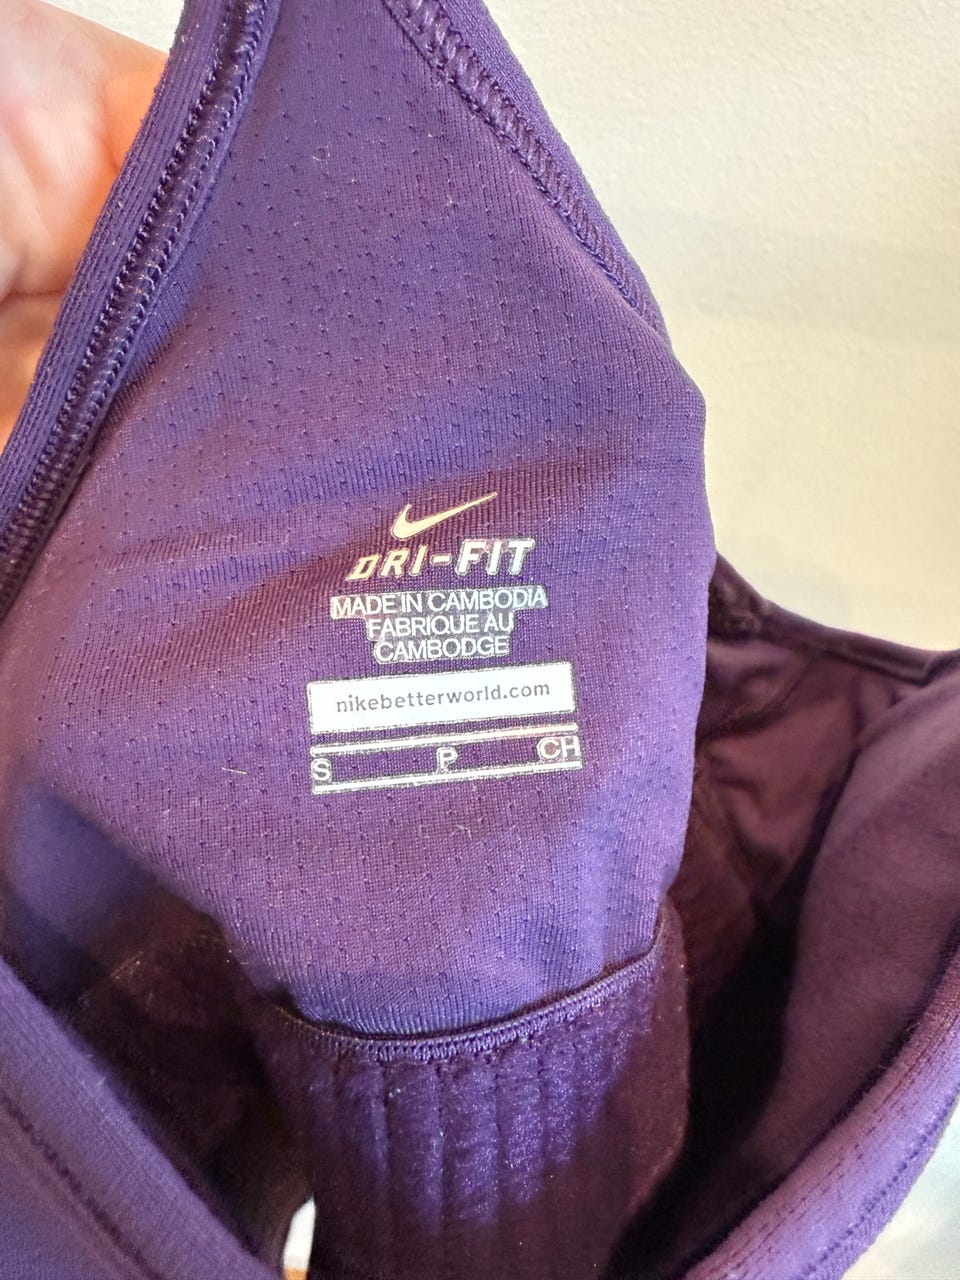 DRI-FIT
MADE IN CAMBODIA
FABRIQUE AU
CAMBODGE
nikebetterworld.com
S P CH